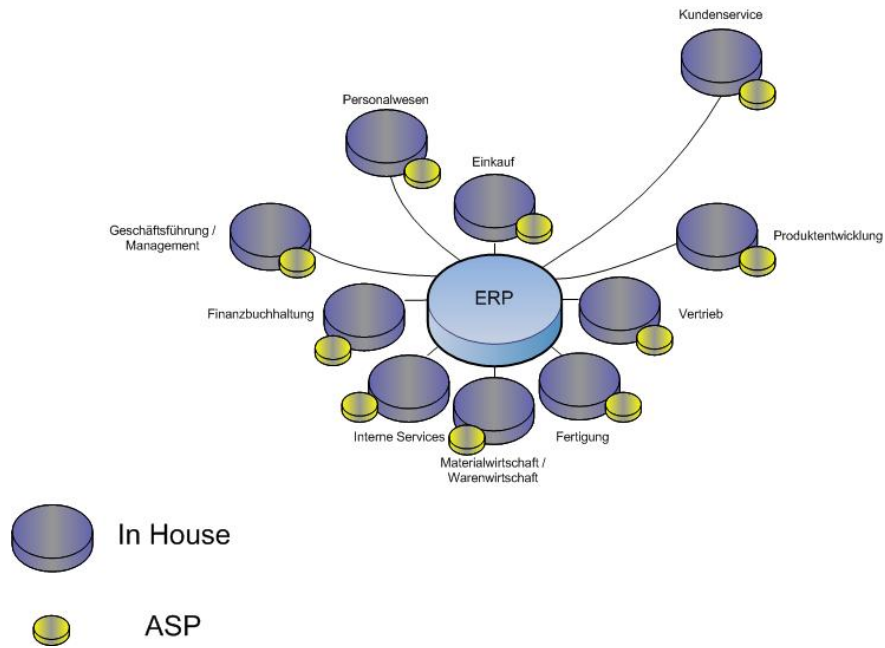 Kundenservice
Personalwesen
Einkauf
Geschäftsführung /
Management
Produktentwicklung
ERP
Finanzbuchhaltung
Vertrieb
Interne Services
Fertigung
Materialwirtschaft /
Warenwirtschaft
In House
ASP